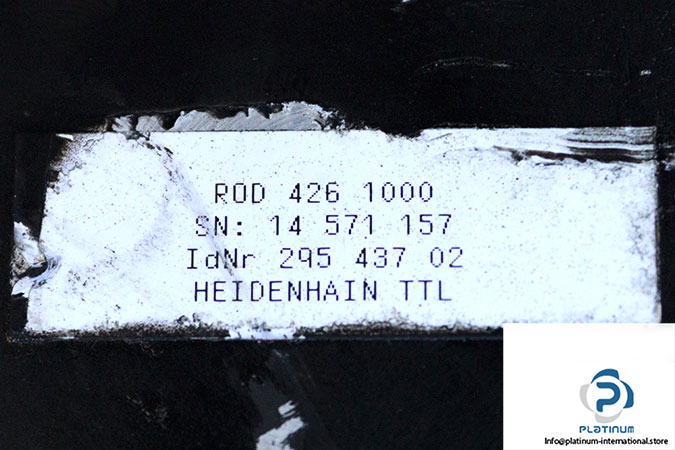 ROD 426 1000
SN: 14 571 157
IdNr 295 437 02
HEIDENHAIN TTL
PLATINUM
Info@platinum-international.store